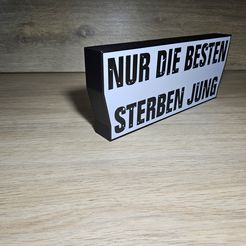 NUR DIE BESTEN
STERBEN JUNG